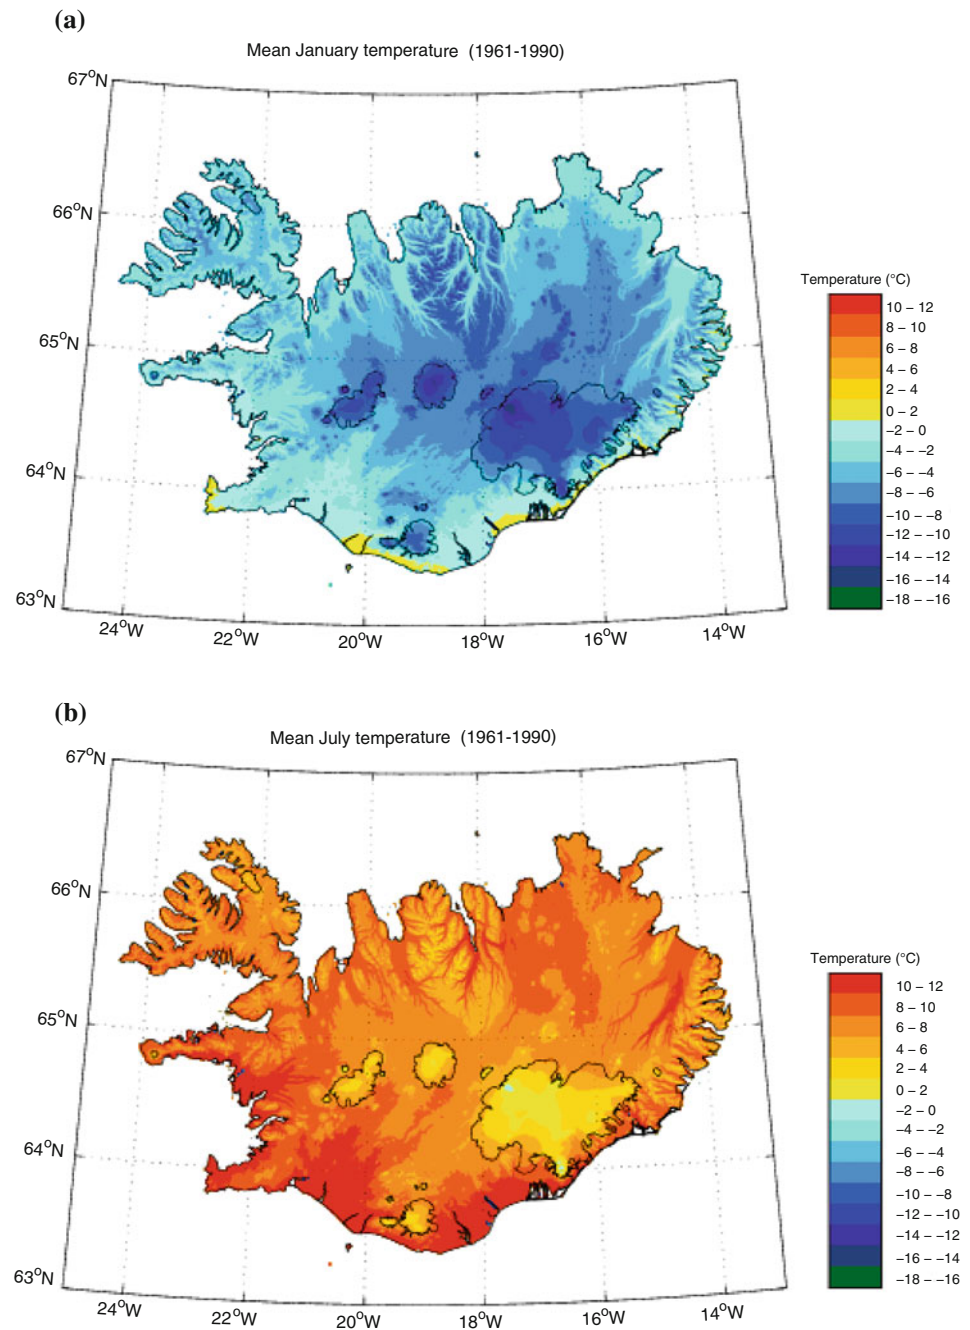 (a)
Mean January temperature (1961-1990)
67°N
66°N
65°N
64°N
63°N
24°W 22°W 20°W 18°W 16°W 14°W
Temperature (°C)
10 – 12
8 – 10
6 – 8
4 – 6
2 – 4
0 – 2
−2 – 0
−4 – −2
−6 – −4
−8 – −6
−10 – −8
−12 – −10
−14 – −12
−16 – −14
−18 – −16
(b)
Mean July temperature (1961-1990)
67°N
66°N
65°N
64°N
63°N
24°W 22°W 20°W 18°W 16°W 14°W
Temperature (°C)
10 – 12
8 – 10
6 – 8
4 – 6
2 – 4
0 – 2
−2 – 0
−4 – −2
−6 – −4
−8 – −6
−10 – −8
−12 – −10
−14 – −12
−16 – −14
−18 – −16